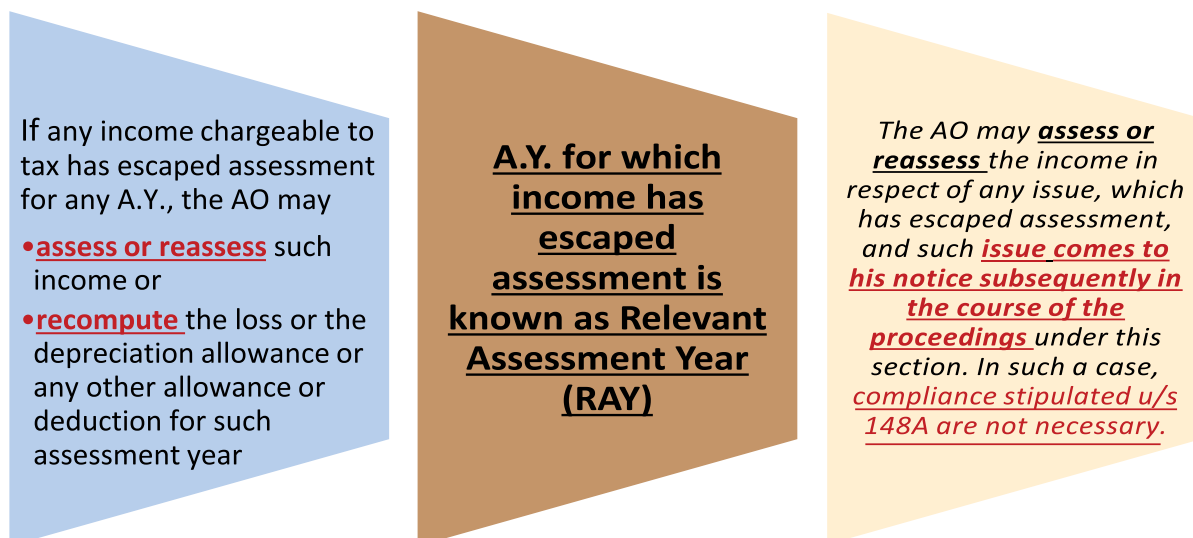 If any income chargeable to
tax has escaped assessment
for any A.Y., the AO may
•assess or reassess such
income or
•recompute the loss or the
depreciation allowance or
any other allowance or
deduction for such
assessment year
A.Y. for which
income has
escaped
assessment is
known as Relevant
Assessment Year
(RAY)
The AO may assess or
reassess the income in
respect of any issue, which
has escaped assessment,
and such issue comes to
his notice subsequently in
the course of the
proceedings under this
section. In such a case,
compliance stipulated u/s
148A are not necessary.